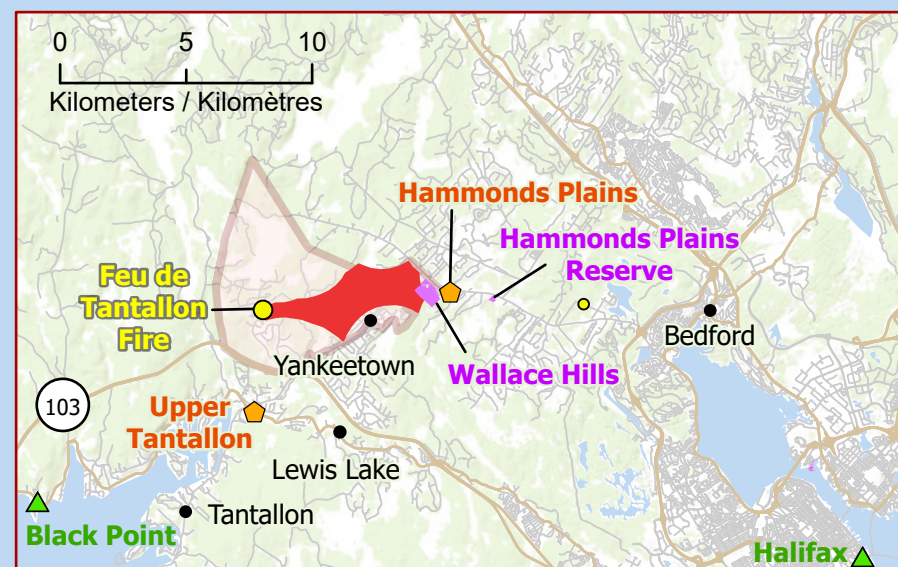 0 5 10
Kilometers / Kilomètres
Hammonds Plains
Hammonds Plains
Reserve
Feu de
Tantallon
Fire
Bedford
Yankeetown
Wallace Hills
103
Upper
Tantallon
Lewis Lake
Tantallon
Black Point
Halifax